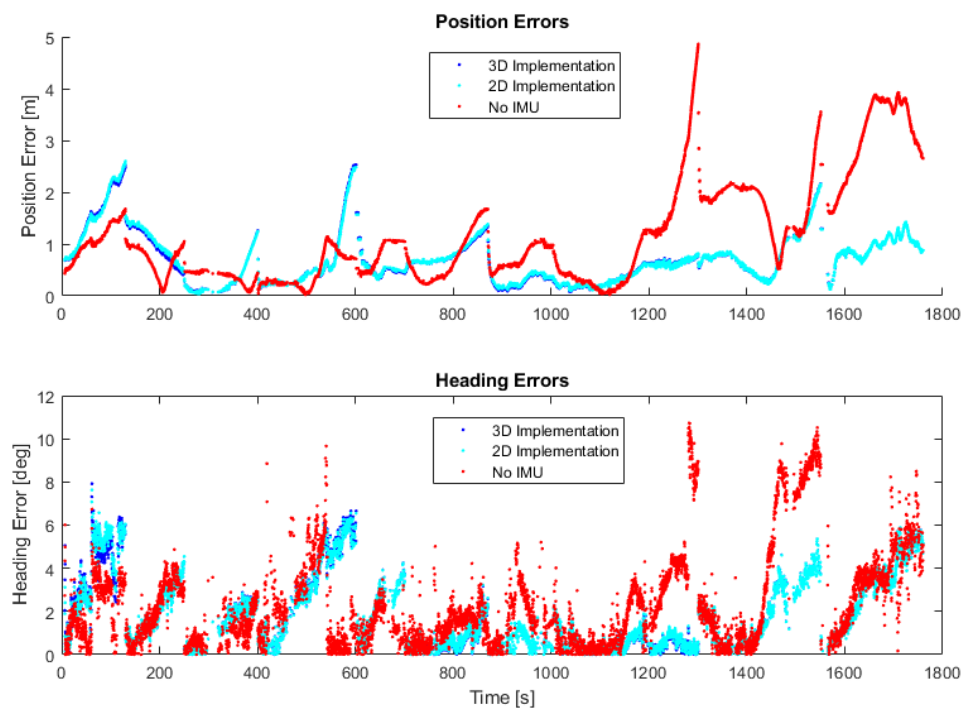 Position Errors
Position Error [m]
5
4
3
2
1
0
3D Implementation
2D Implementation
No IMU
0 200 400 600 800 1000 1200 1400 1600 1800
Heading Errors
Heading Error [deg]
12
10
8
6
4
2
0
3D Implementation
2D Implementation
No IMU
0 200 400 600 800 1000 1200 1400 1600 1800
Time [s]